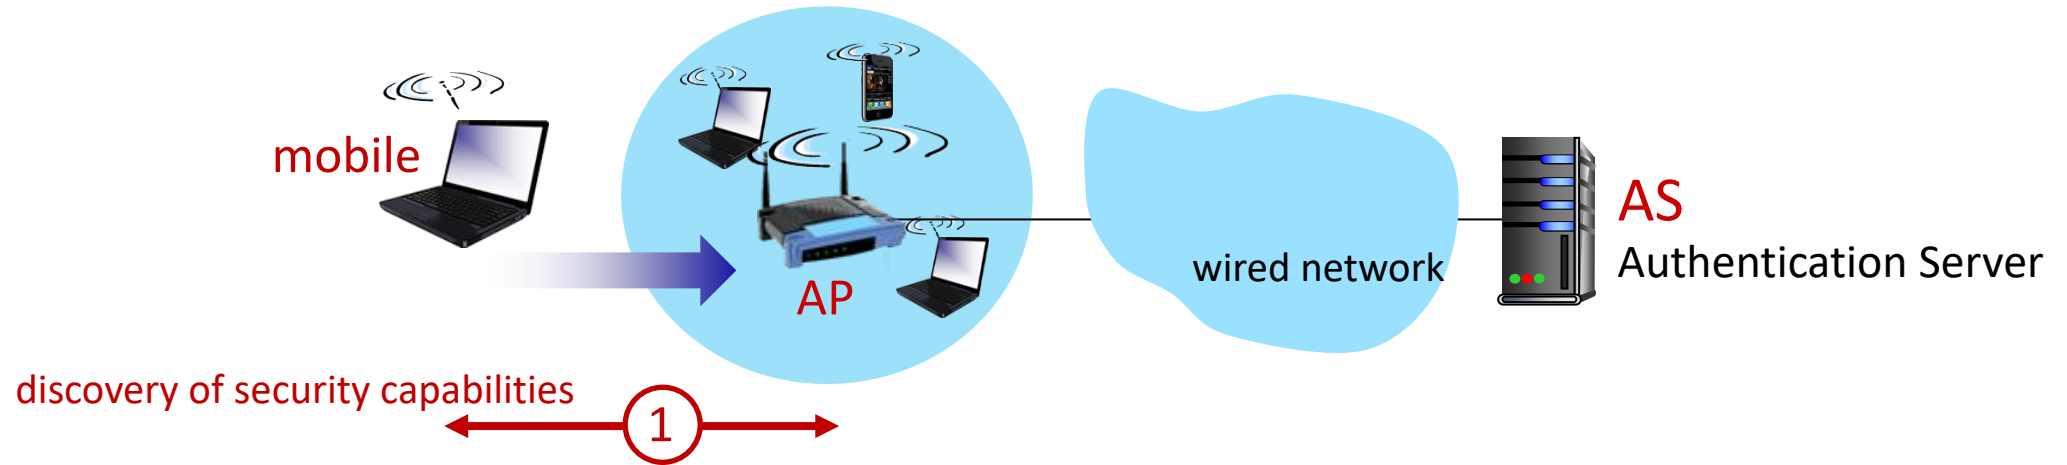 mobile
AP
wired network
AS
Authentication Server
discovery of security capabilities
1